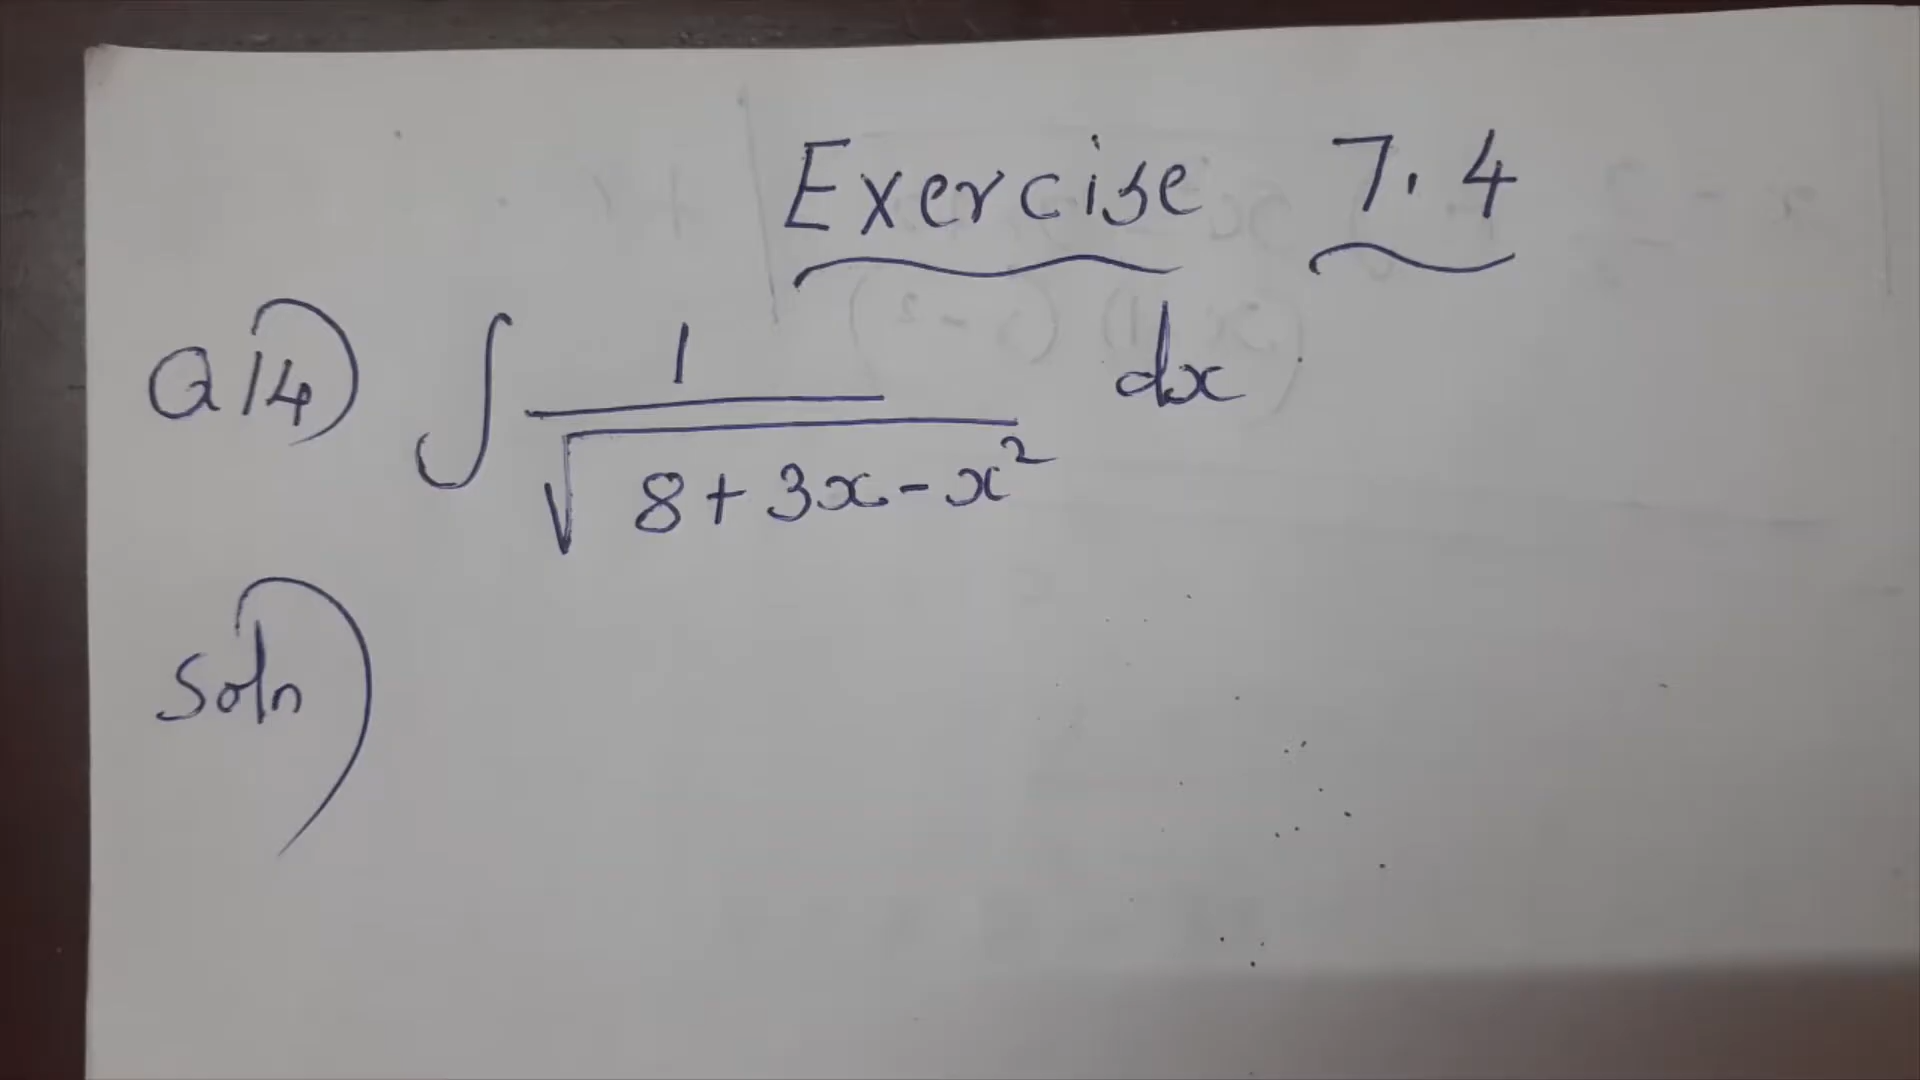 Exercise 7.4
Q14) ∫ 1/√8+3x-x² dx
Soln)